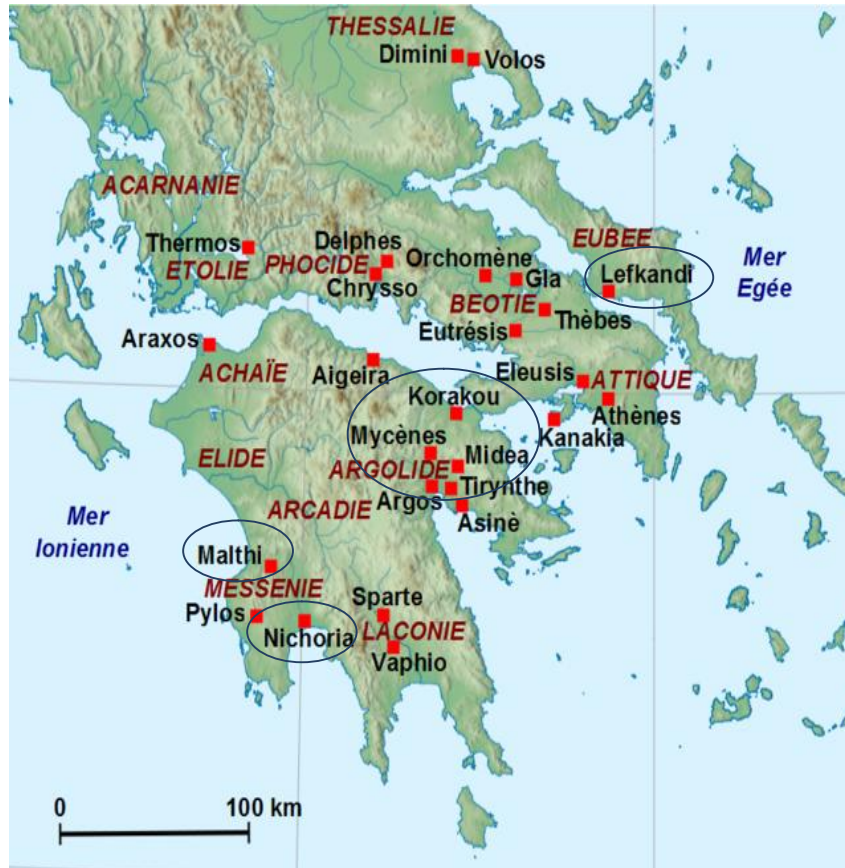 THESSALIE
Dimini
Volos
ACARNANIE
Thermos
ETOLIE
PHOCIDE
Delphes
Chrysso
Orchomène
Gla
BEOTIE
Thèbes
Eutrésis
EUBEE
Lefkandi
Mer
Egée
Araxos
ACHAÏE
Aigeira
Korakou
Eleusis
ATTIQUE
Athènes
Kanakia
Mycènes
Midea
ELIDE
ARGOLIDE
Tirynthe
Argos
Asinè
ARCADIE
Mer
Ionienne
Malthi
MESSENIE
Pylos
Nichoria
Sparte
LACONIE
Vaphio
0
100 km